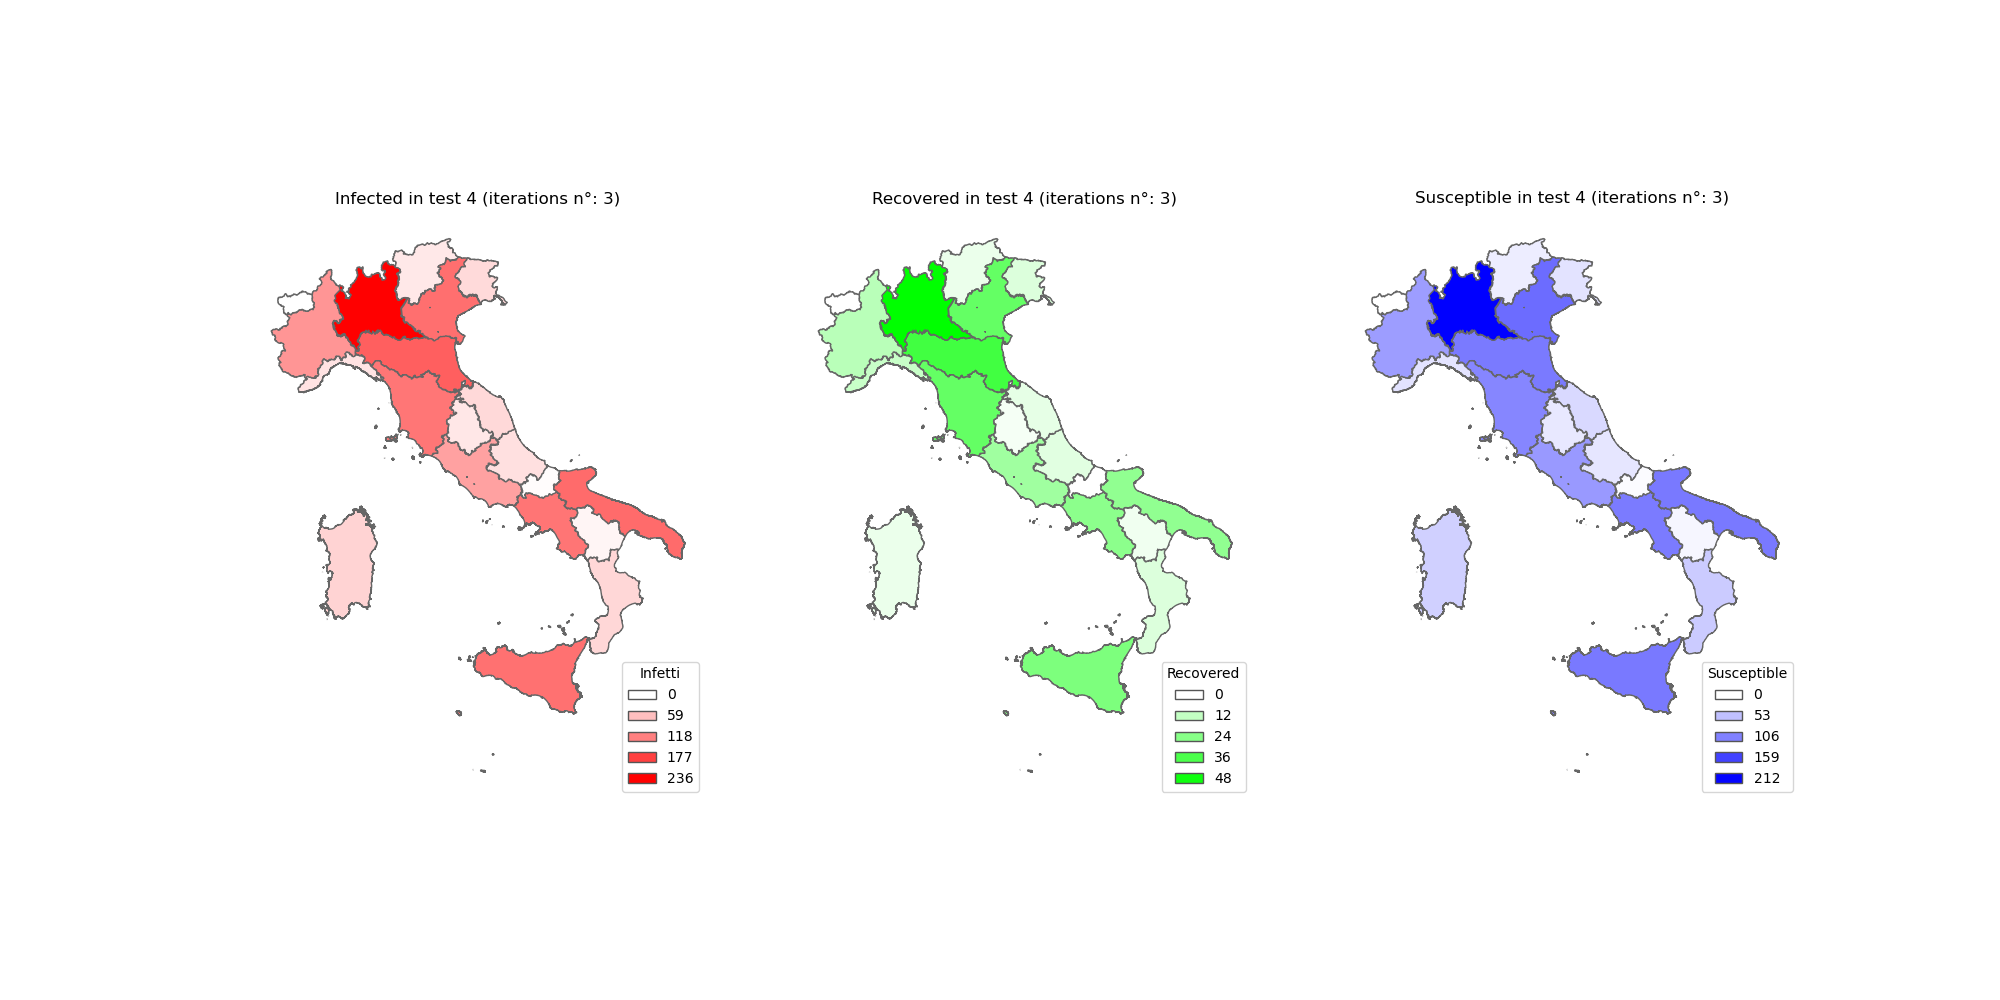 Infected in test 4 (iterations n°: 3)
Infetti
0
59
118
177
236
Recovered in test 4 (iterations n°: 3)
Recovered
0
12
24
36
48
Susceptible in test 4 (iterations n°: 3)
Susceptible
0
53
106
159
212